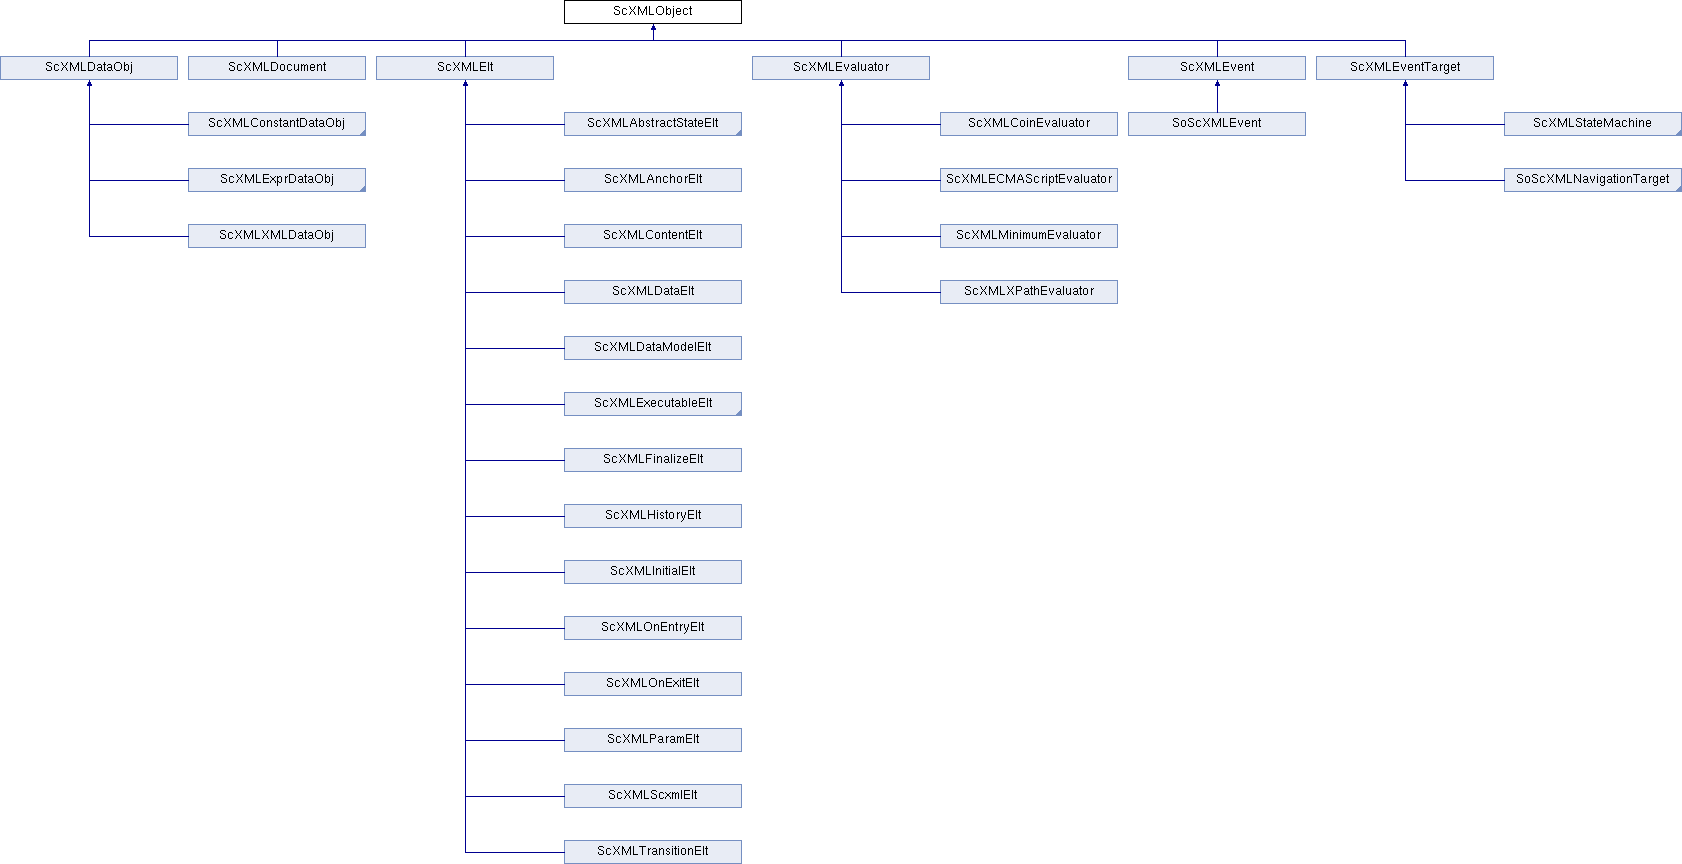 ScXMLObject
ScXMLDataObj
ScXMLDocument
ScXMLElt
ScXMLEvaluator
ScXMLEvent
ScXMLEventTarget
ScXMLConstantDataObj
ScXMLAbstractStateElt
ScXMLCoinEvaluator
SoScXMLEvent
ScXMLStateMachine
ScXMLExprDataObj
ScXMLAnchorElt
ScXMLECMAScriptEvaluator
SoScXMLNavigationTarget
ScXMLXMLDataObj
ScXMLContentElt
ScXMLMinimumEvaluator
ScXMLDataElt
ScXMLXPathEvaluator
ScXMLDataModelElt
ScXMLExecutableElt
ScXMLFinalizeElt
ScXMLHistoryElt
ScXMLInitialElt
ScXMLOnEntryElt
ScXMLOnExitElt
ScXMLParamElt
ScXMLScxmlElt
ScXMLTransitionElt